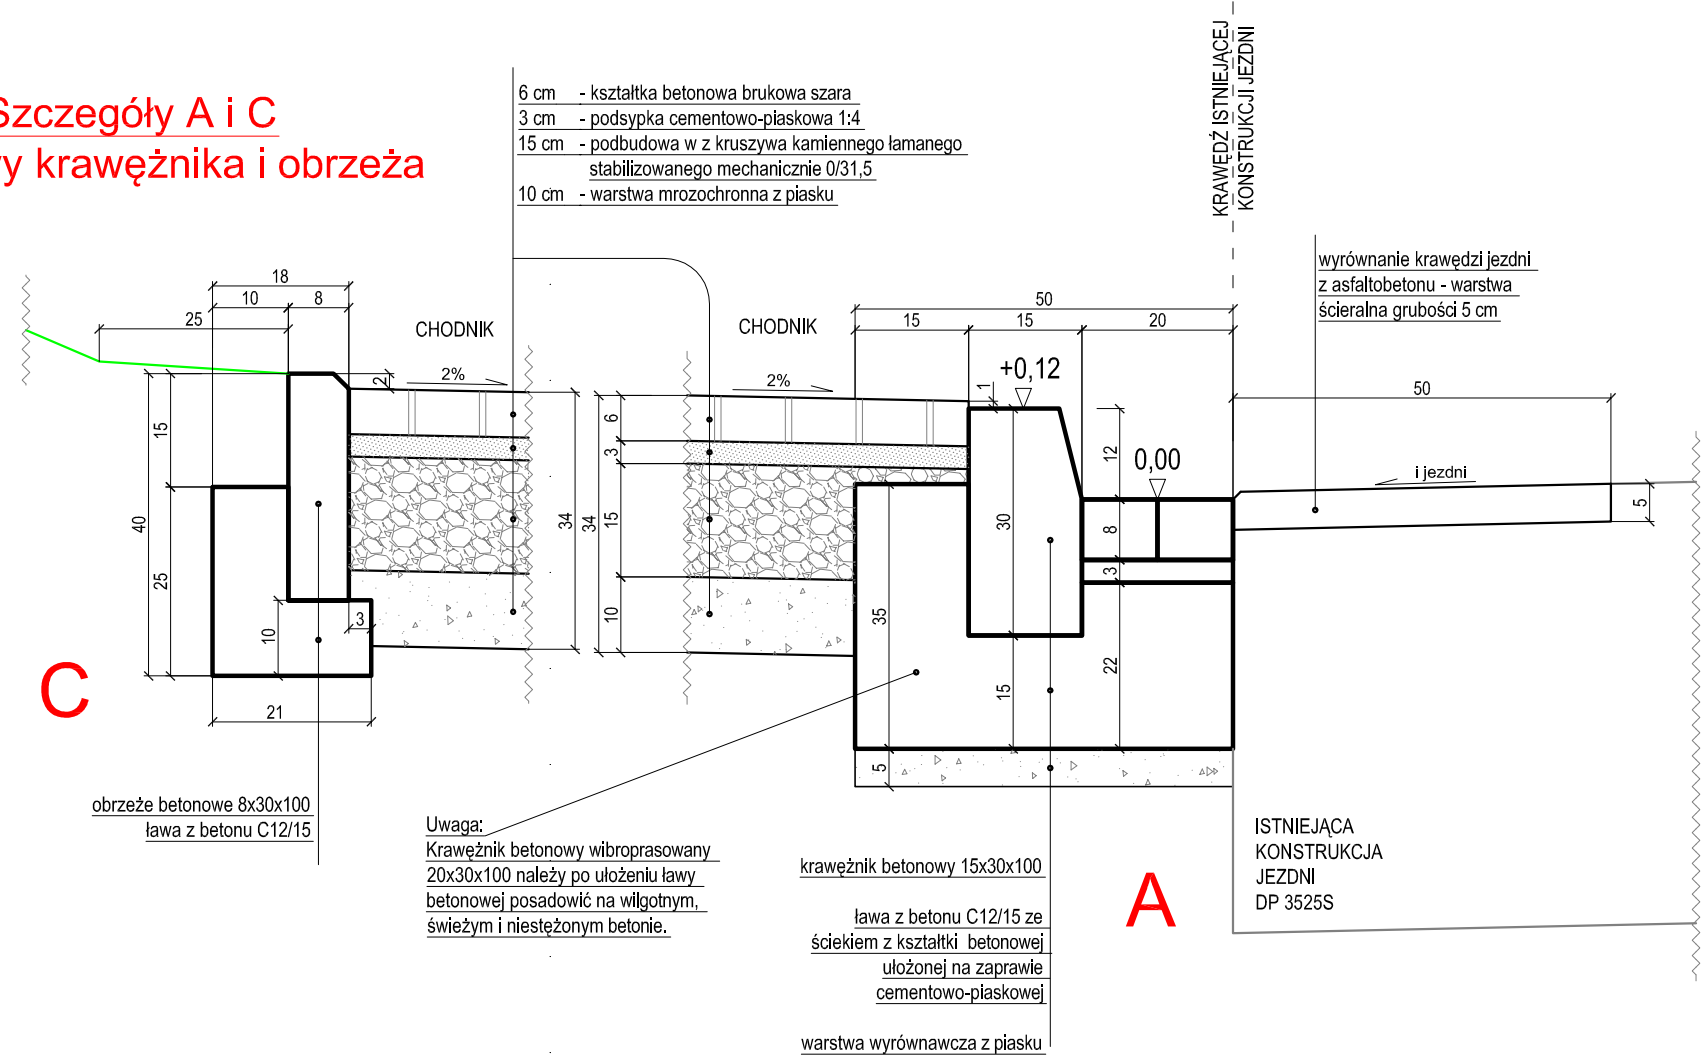 Szczegóły A i C
y krawężnika i obrzeża
6 cm - kształtka betonowa brukowa szara
3 cm - podsypka cementowo-piaskowa 1:4
15 cm - podbudowa w z kruszywa kamiennego łamanego
stabilizowanego mechanicznie 0/31,5
10 cm - warstwa mrozochronna z piasku
KRAWĘDŹ ISTNIEJĄCEJ
KONSTRUKCJI JEZDNI
wyrównanie krawędzi jezdni
z asfaltobetonu - warstwa
ścieralna grubości 5 cm
18
10
8
25
CHODNIK
2%
2
15
40
25
10
3
21
34
C
obrzeże betonowe 8x30x100
ława z betonu C12/15
CHODNIK
2%
34
6
3
15
10
50
15
15
20
1
+0,12
0,00
12
30
8
3
35
22
15
5
50
i jezdni
5
Uwaga:
Krawężnik betonowy wibroprasowany
20x30x100 należy po ułożeniu ławy
betonowej posadowić na wilgotnym,
świeżym i niestężonym betonie.
krawężnik betonowy 15x30x100
ława z betonu C12/15 ze
ściekiem z kształtki betonowej
ułożonej na zaprawie
cementowo-piaskowej
warstwa wyrównawcza z piasku
A
ISTNIEJĄCA
KONSTRUKCJA
JEZDNI
DP 3525S